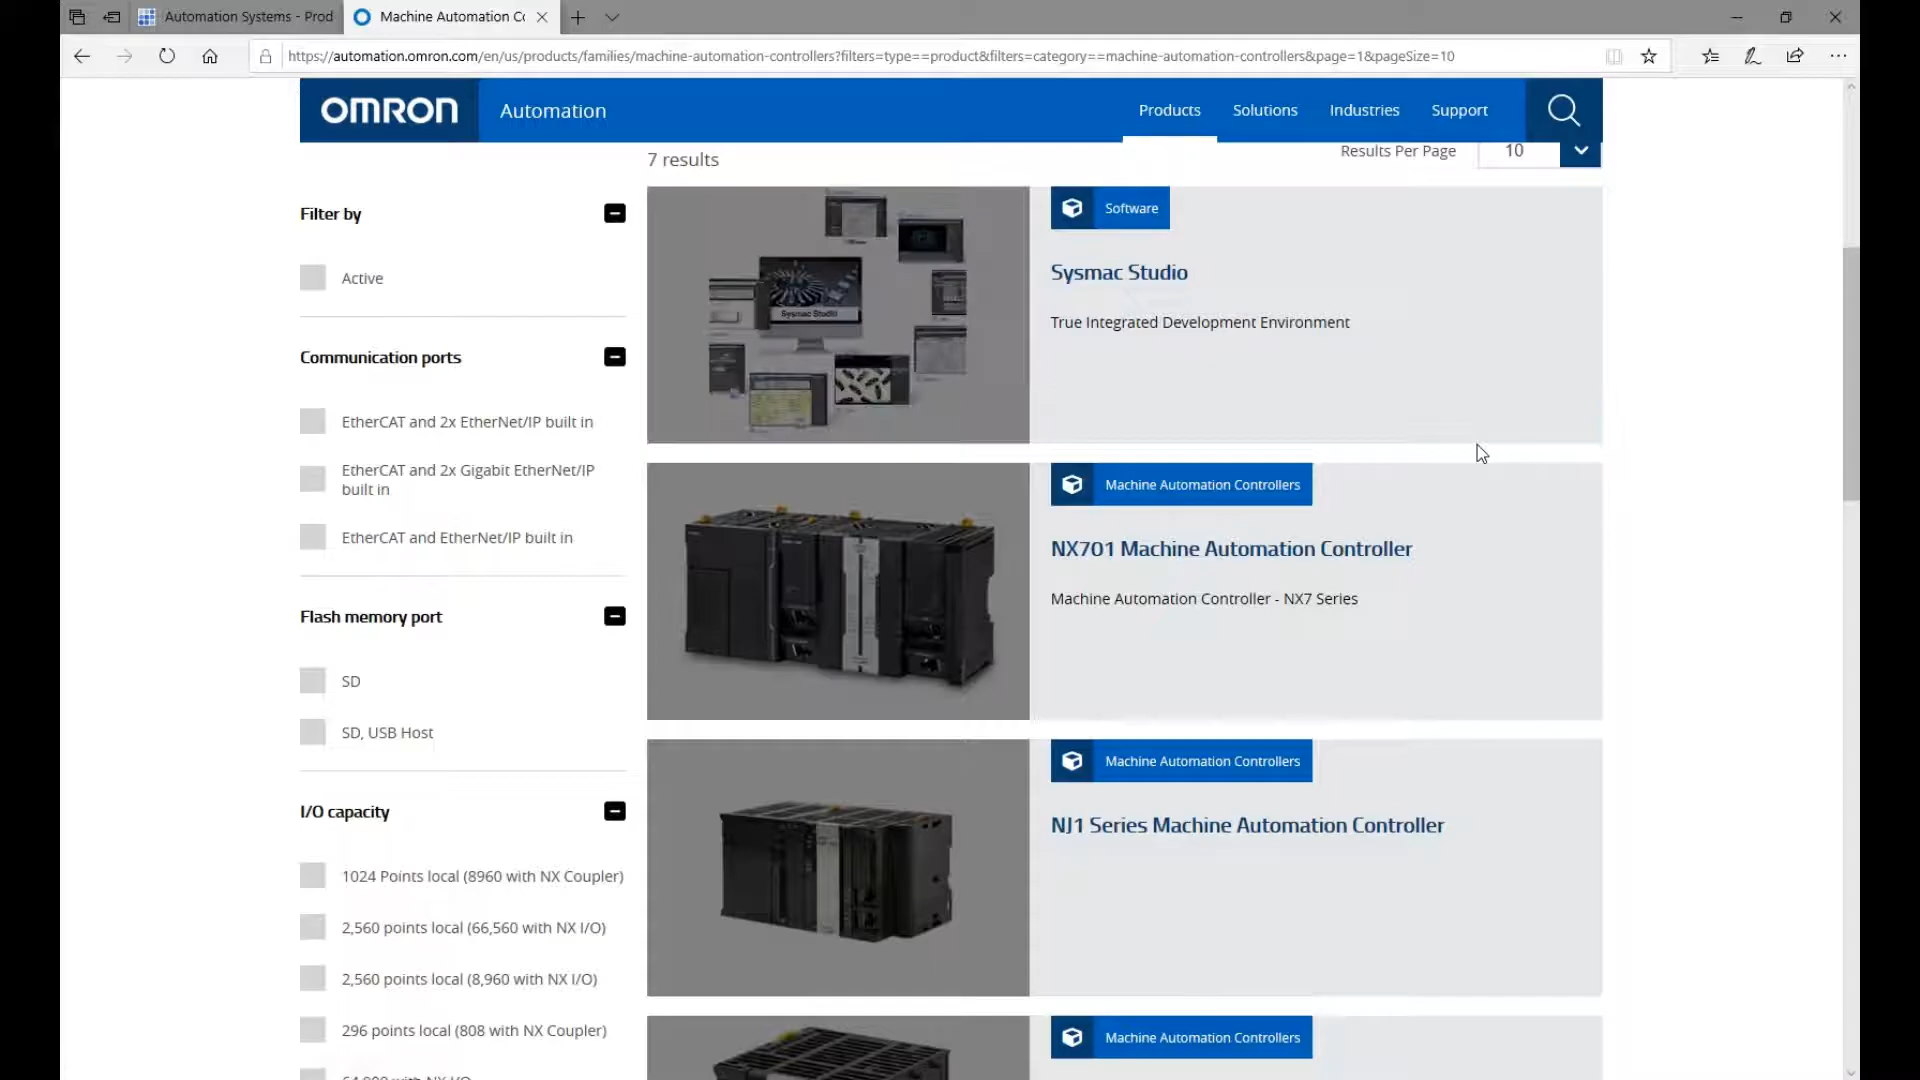 Automation Systems - Prod
Machine Automation Cc
https://automation.omron.com/en/us/products/families/machine-automation-controllers?filters=type==product&filters=category==machine-automation-controllers&page=1&pageSize=10
OMRON
Automation
Products
Solutions
Industries
Support
7 results
Results Per Page
10
Filter by
Active
Communication ports
EtherCAT and 2x EtherNet/IP built in
EtherCAT and 2x Gigabit EtherNet/IP
built in
EtherCAT and EtherNet/IP built in
Flash memory port
SD
SD, USB Host
I/O capacity
1024 Points local (8960 with NX Coupler)
2,560 points local (66,560 with NX I/O)
2,560 points local (8,960 with NX I/O)
296 points local (808 with NX Coupler)
Sysmac Studio
Software
Sysmac Studio
True Integrated Development Environment
Machine Automation Controllers
NX701 Machine Automation Controller
Machine Automation Controller - NX7 Series
Machine Automation Controllers
NJ1 Series Machine Automation Controller
Machine Automation Controllers